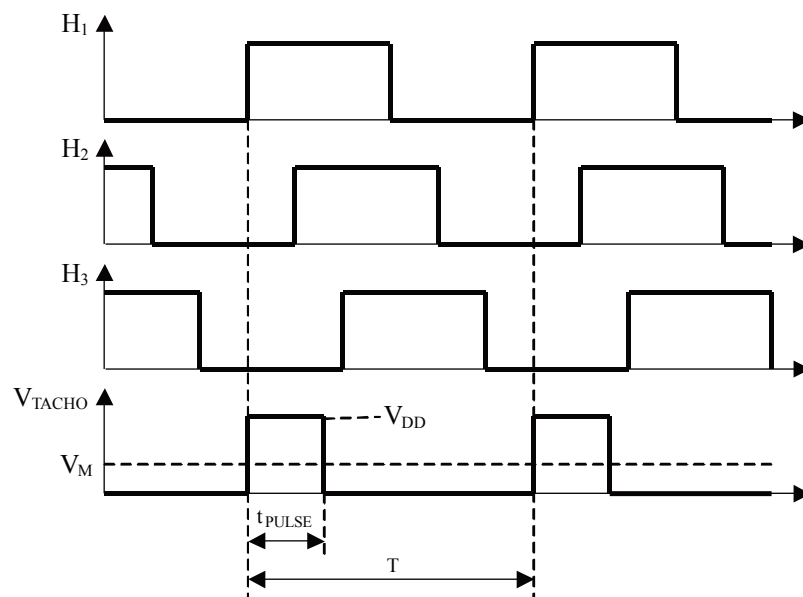 H₁
H₂
H₃
V_TACHO
V_DD
V_M
t_PULSE
T